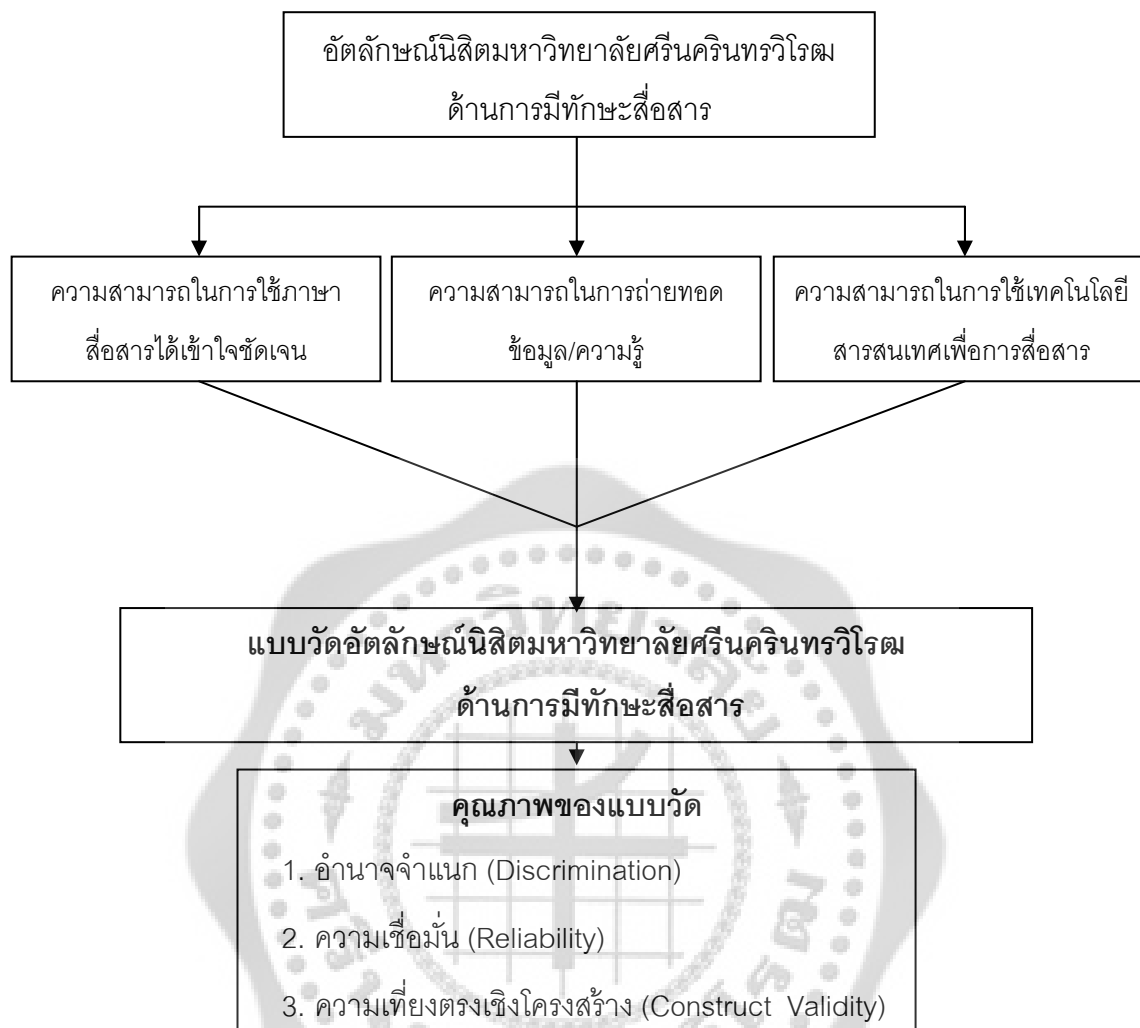 อัตลักษณ์นิสิตมหาวิทยาลัยศรีนครินทรวิโรฒ
ด้านการมีทักษะสื่อสาร
ความสามารถในการใช้ภาษา
สื่อสารได้เข้าใจชัดเจน
ความสามารถในการถ่ายทอด
ข้อมูล/ความรู้
ความสามารถในการใช้เทคโนโลยี
สารสนเทศเพื่อการสื่อสาร
แบบวัดอัตลักษณ์นิสิตมหาวิทยาลัยศรีนครินทรวิโรฒ
ด้านการมีทักษะสื่อสาร
คุณภาพของแบบวัด
1. อำนาจจำแนก (Discrimination)
2. ความเชื่อมั่น (Reliability)
3. ความเที่ยงตรงเชิงโครงสร้าง (Construct Validity)